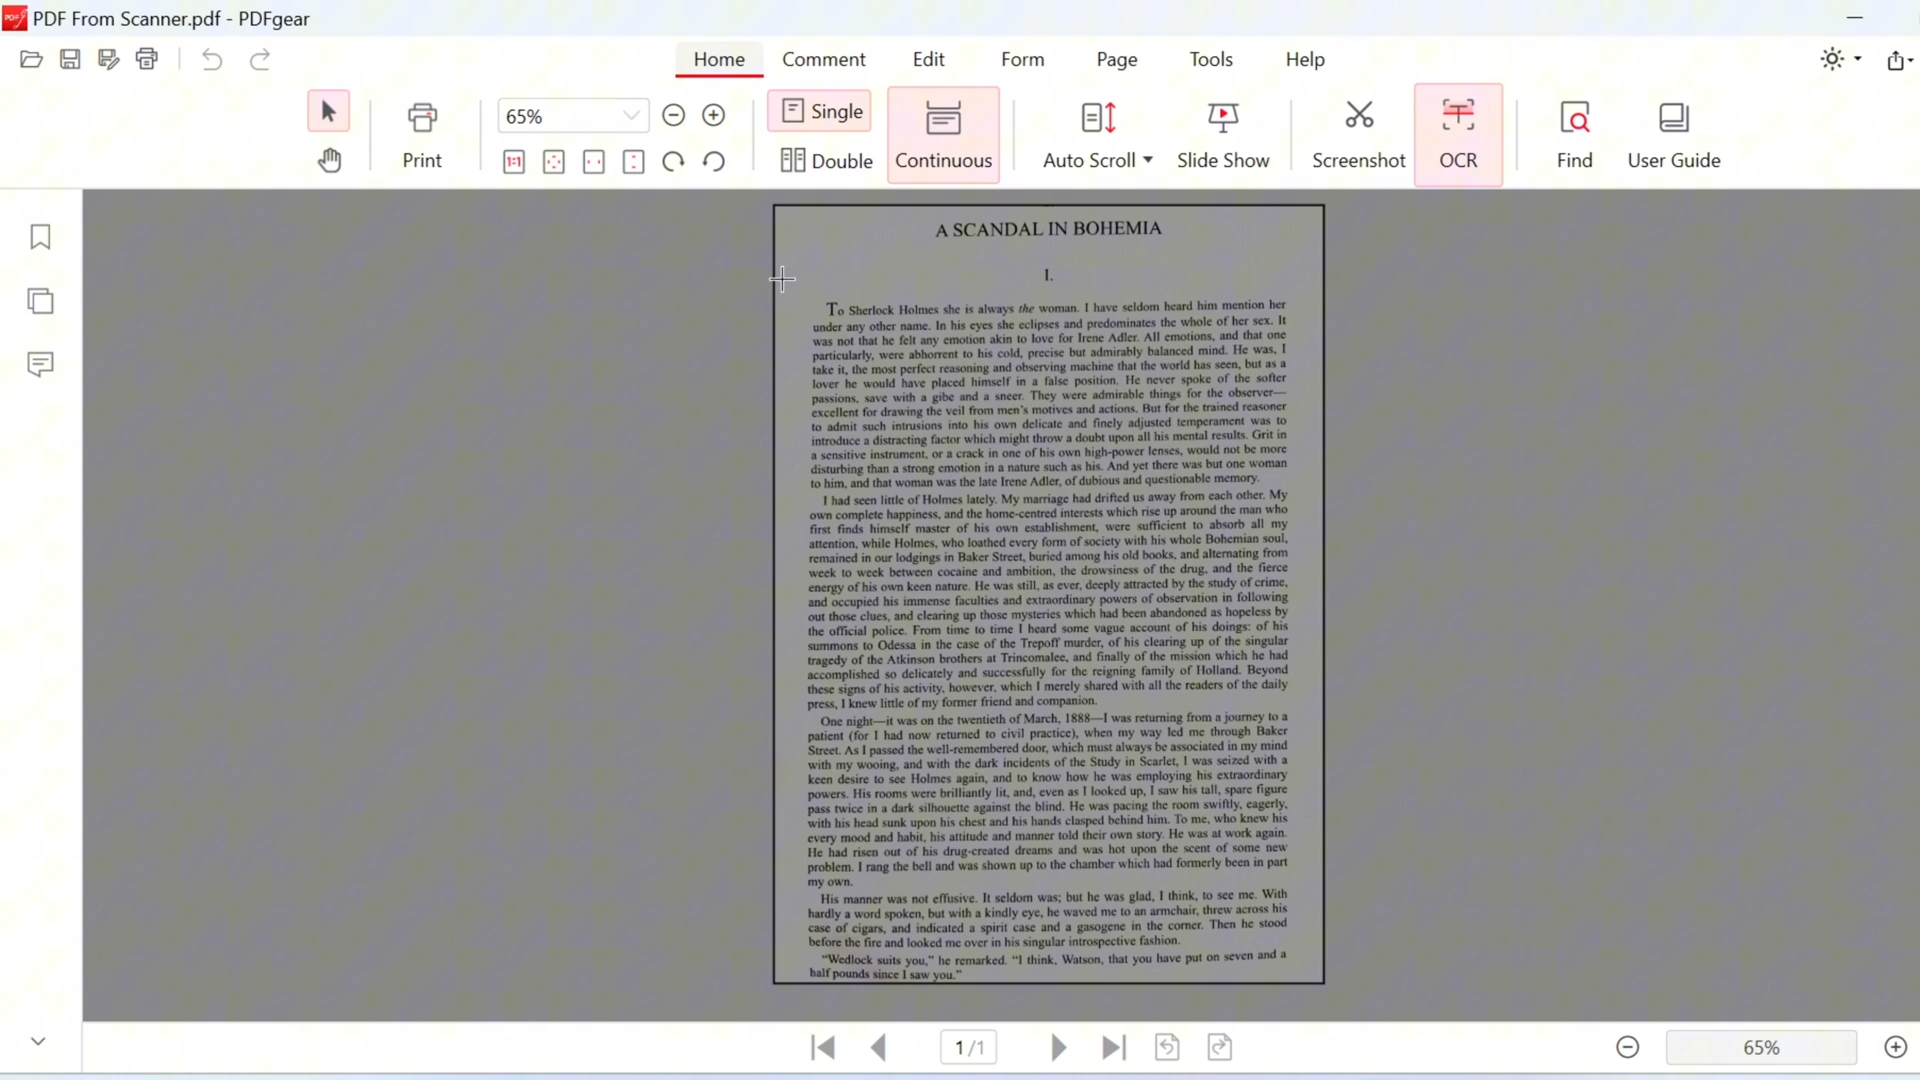 PDF From Scanner.pdf - PDFgear
Home Comment Edit Form Page Tools Help
65% Single
Print 1:1 Double Continuous Auto Scroll Slide Show Screenshot OCR Find User Guide
A SCANDAL IN BOHEMIA
I.
To Sherlock Holmes she is always the woman. I have seldom heard him mention her
under any other name. In his eyes she eclipses and predominates the whole of her sex. It
was not that he felt any emotion akin to love for Irene Adler. All emotions, and that one
particularly, were abhorrent to his cold, precise but admirably balanced mind. He was, I
take it, the most perfect reasoning and observing machine that the world has seen, but as a
lover he would have placed himself in a false position. He never spoke of the softer
passions, save with a gibe and a sneer. They were admirable things for the observer—
excellent for drawing the veil from men's motives and actions. But for the trained reasoner
to admit such intrusions into his own delicate and finely adjusted temperament was to
introduce a distracting factor which might throw a doubt upon all his mental results. Grit in
a sensitive instrument, or a crack in one of his own high-power lenses, would not be more
disturbing than a strong emotion in a nature such as his. And yet there was but one woman
to him, and that woman was the late Irene Adler, of dubious and questionable memory.
I had seen little of Holmes lately. My marriage had drifted us away from each other. My
own complete happiness, and the home-centred interests which rise up around the man who
first finds himself master of his own establishment, were sufficient to absorb all my
attention, while Holmes, who loathed every form of society with his whole Bohemian soul,
remained in our lodgings in Baker Street, buried among his old books, and alternating from
week to week between cocaine and ambition, the drowsiness of the drug, and the fierce
energy of his own keen nature. He was still, as ever, deeply attracted by the study of crime,
and occupied his immense faculties and extraordinary powers of observation in following
out those clues, and clearing up those mysteries which had been abandoned as hopeless by
the official police. From time to time I heard some vague account of his doings: of his
summons to Odessa in the case of the Trepoff murder, of his clearing up of the singular
tragedy of the Atkinson brothers at Trincomalee, and finally of the mission which he had
accomplished so delicately and successfully for the reigning family of Holland. Beyond
these signs of his activity, however, which I merely shared with all the readers of the daily
press, I knew little of my former friend and companion.
One night—it was on the twentieth of March, 1888—I was returning from a journey to a
patient (for I had now returned to civil practice), when my way led me through Baker
Street. As I passed the well-remembered door, which must always be associated in my mind
with my wooing, and with the dark incidents of the Study in Scarlet, I was seized with a
keen desire to see Holmes again, and to know how he was employing his extraordinary
powers. His rooms were brilliantly lit, and, even as I looked up, I saw his tall, spare figure
pass twice in a dark silhouette against the blind. He was pacing the room swiftly, eagerly,
with his head sunk upon his chest and his hands clasped behind him. To me, who knew his
every mood and habit, his attitude and manner told their own story. He was at work again.
He had risen out of his drug-created dreams and was hot upon the scent of some new
problem. I rang the bell and was shown up to the chamber which had formerly been in part
my own.
His manner was not effusive. It seldom was; but he was glad, I think, to see me. With
hardly a word spoken, but with a kindly eye, he waved me to an armchair, threw across his
case of cigars, and indicated a spirit case and a gasogene in the corner. Then he stood
before the fire and looked me over in his singular introspective fashion.
"Wedlock suits you," he remarked. "I think, Watson, that you have put on seven and a
half pounds since I saw you."
1 /1 65%